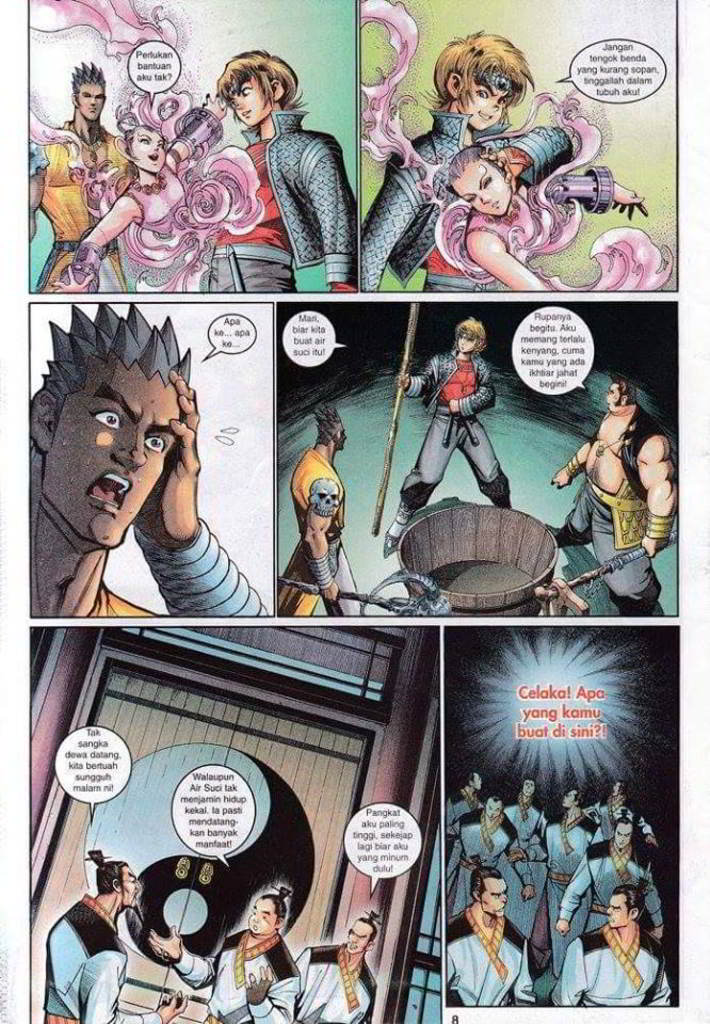 Perlukan
bantuan
aku tak?
Jangan
tengok benda
yang kurang sopan,
tinggallah dalam
tubuh aku!
Apa
ke... apa
ke...
Mari,
biar kita
buat air
suci itu!
Rupanya
begitu. Aku
memang terlalu
kenyang, cuma
kamu yang ada
ikhtiar jahat
begini!
Tak
sangka
dewa datang,
kita bertuah
sungguh
malam ni!
Walaupun
Air Suci tak
menjamin hidup
kekal. Ia pasti
mendatang-
kan banyak
manfaat!
Pangkat
aku paling
tinggi, sekejap
lagi biar aku
yang minum
dulu!
Celaka! Apa
yang kamu
buat di sini?!
8